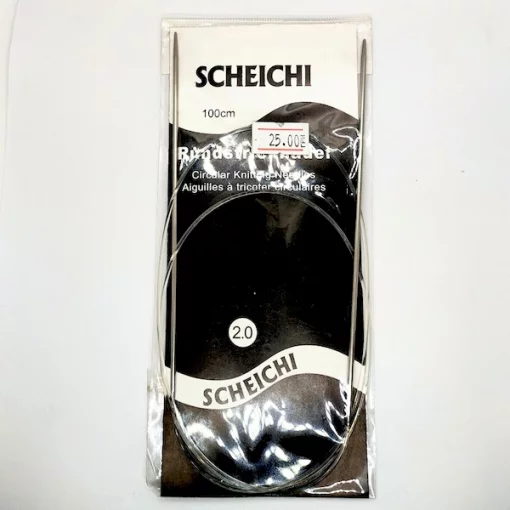 SCHEICHI
100cm
25.00
Rundstricknadel
Circular Knitting Needles
Aiguilles à tricoter circulaires
2.0
SCHEICHI